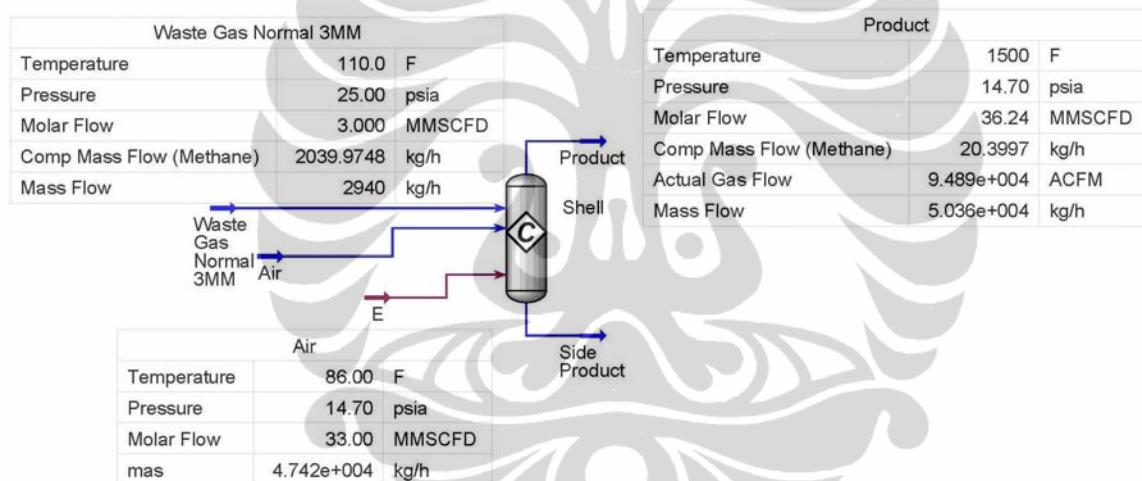 Waste Gas Normal 3MM
Temperature 110.0 F
Pressure 25.00 psia
Molar Flow 3.000 MMSCFD
Comp Mass Flow (Methane) 2039.9748 kg/h
Mass Flow 2940 kg/h
Product
Temperature 1500 F
Pressure 14.70 psia
Molar Flow 36.24 MMSCFD
Comp Mass Flow (Methane) 20.3997 kg/h
Actual Gas Flow 9.489e+004 ACFM
Mass Flow 5.036e+004 kg/h
Product
Shell
C
Waste
Gas
Normal
3MM
Air
E
Side
Product
Air
Temperature 86.00 F
Pressure 14.70 psia
Molar Flow 33.00 MMSCFD
mas 4.742e+004 kg/h